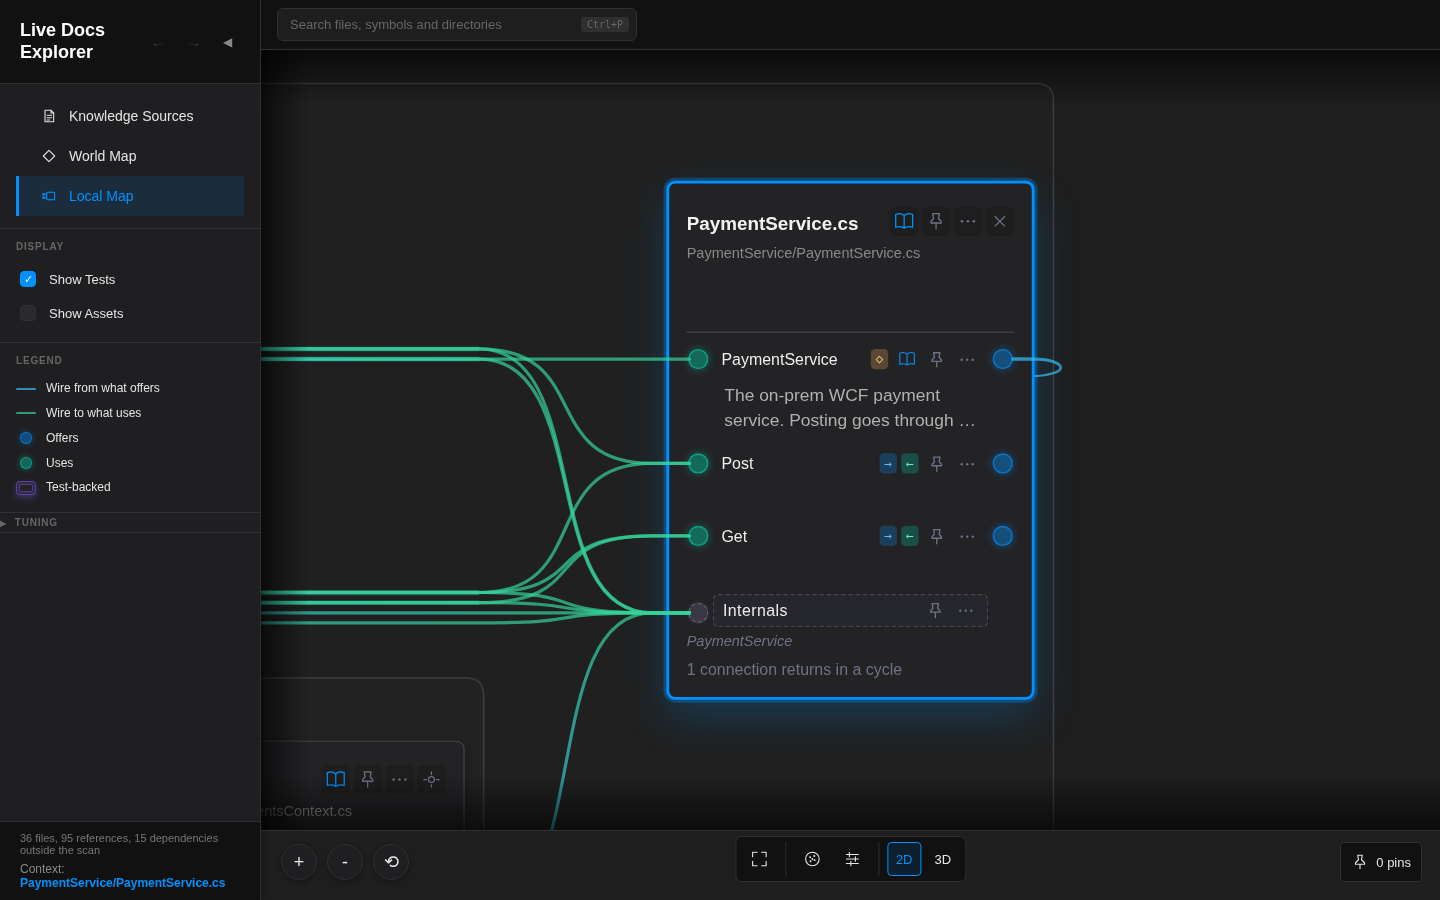 Live Docs
Explorer
← → ◀
Search files, symbols and directories Ctrl+P
Knowledge Sources
World Map
Local Map
DISPLAY
✓ Show Tests
Show Assets
LEGEND
Wire from what offers
Wire to what uses
Offers
Uses
Test-backed
▶ TUNING
36 files, 95 references, 15 dependencies
outside the scan
Context:
PaymentService/PaymentService.cs
PaymentService.cs
PaymentService/PaymentService.cs
PaymentService
The on-prem WCF payment
service. Posting goes through …
Post → ←
Get → ←
Internals
PaymentService
1 connection returns in a cycle
entsContext.cs
+ - ⟲
2D 3D
0 pins